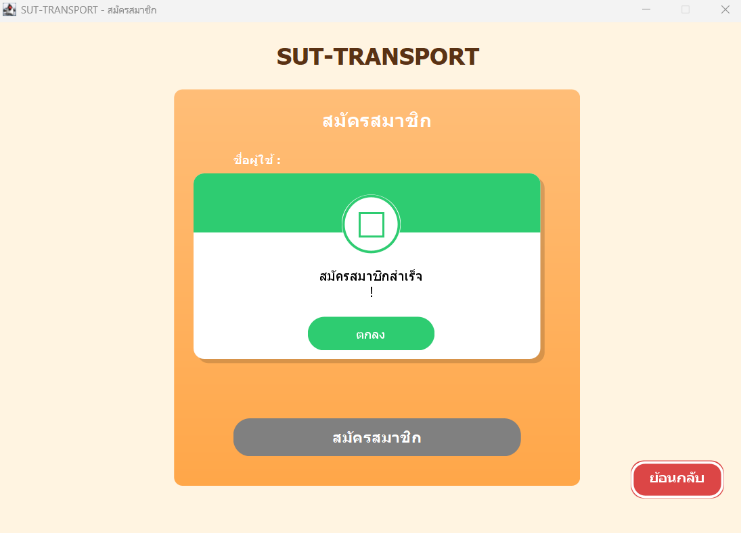 SUT-TRANSPORT - สมัครสมาชิก
SUT-TRANSPORT
สมัครสมาชิก
ชื่อผู้ใช้ :
สมัครสมาชิกสำเร็จ
!
ตกลง
สมัครสมาชิก
ย้อนกลับ